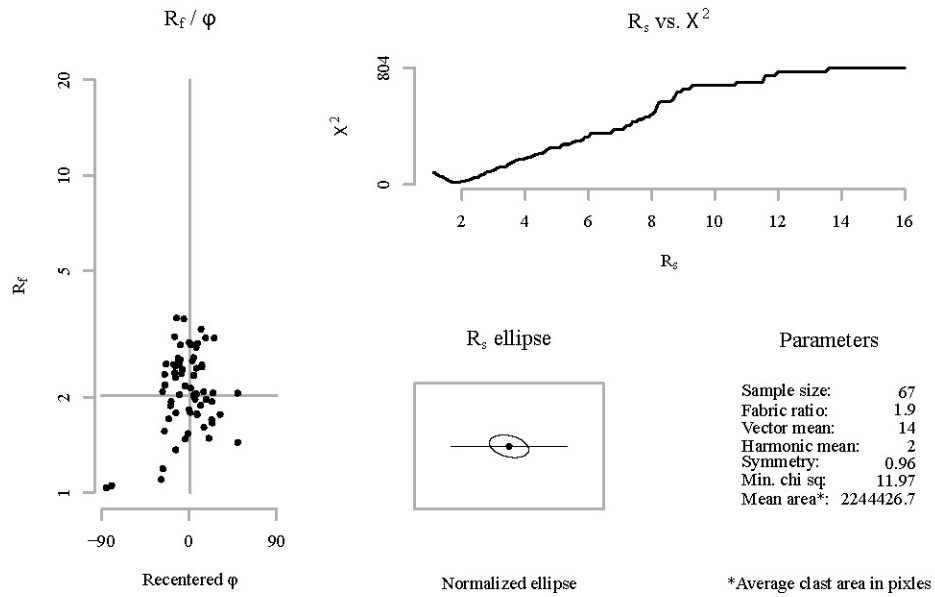 Rf / φ
Rs vs. X²
20
10
5
2
1
Rf
−90 0 90
Recentered φ
804
0
X²
2 4 6 8 10 12 14 16
Rs
Rs ellipse
Normalized ellipse
Parameters
Sample size: 67
Fabric ratio: 1.9
Vector mean: 14
Harmonic mean: 2
Symmetry: 0.96
Min. chi sq: 11.97
Mean area*: 2244426.7
*Average clast area in pixles